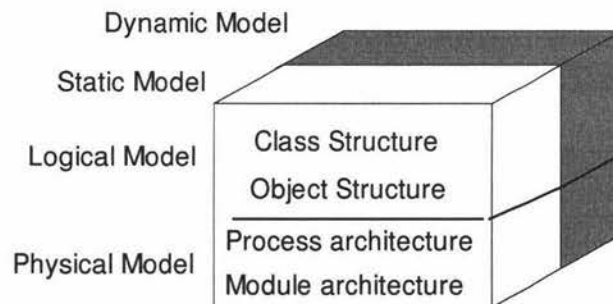 Dynamic Model
Static Model
Logical Model
Class Structure
Object Structure
Process architecture
Physical Model
Module architecture